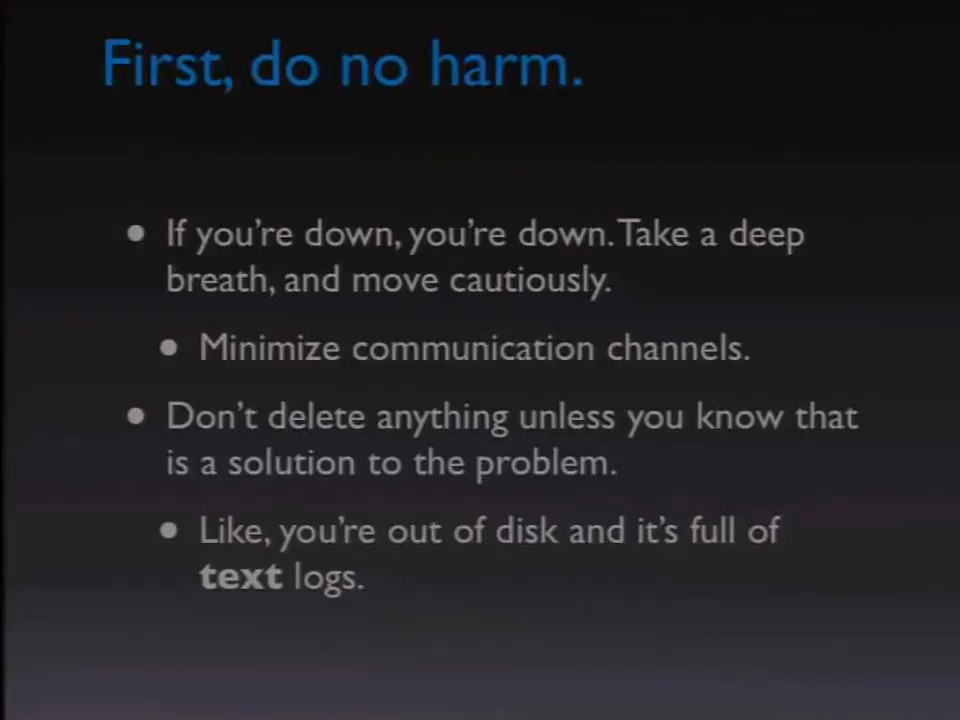 First, do no harm.
If you're down, you're down. Take a deep
breath, and move cautiously.
Minimize communication channels.
Don't delete anything unless you know that
is a solution to the problem.
Like, you're out of disk and it's full of
text logs.